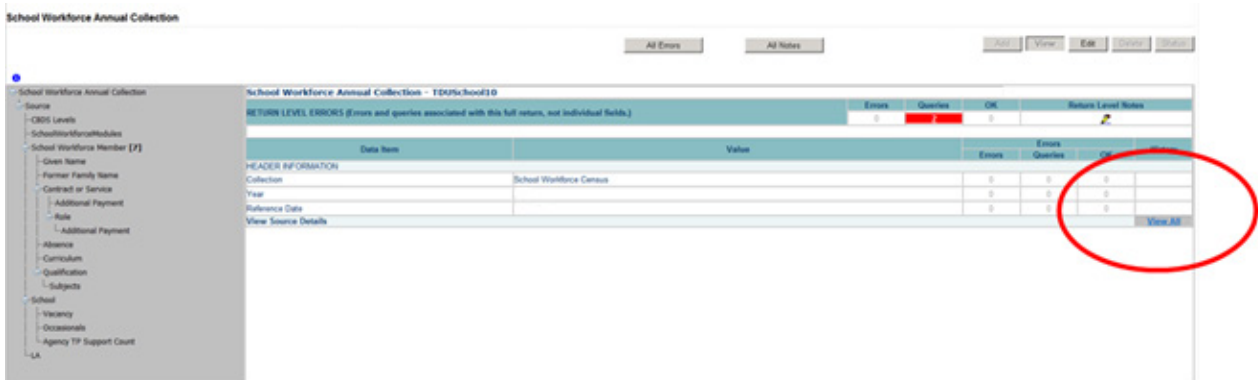 School Workforce Annual Collection
All Errors All Notes Add View Edit Delete Status
School Workforce Annual Collection
Source
CBDS Levels
SchoolWorkforceModules
School Workforce Member [7]
Given Name
Former Family Name
Contract or Service
Additional Payment
Role
Additional Payment
Absence
Curriculum
Qualification
Subjects
School
Vacancy
Occasionals
Agency TP Support Count
LA
School Workforce Annual Collection - TDUSchool10
RETURN LEVEL ERRORS (Errors and queries associated with this full return, not individual fields.) Errors Queries OK Return Level Notes
0 2 0
Data Item Value Errors
Errors Queries OK History
HEADER INFORMATION
Collection School Workforce Census 0 0 0
Year 0 0 0
Reference Date 0 0 0
View Source Details View All